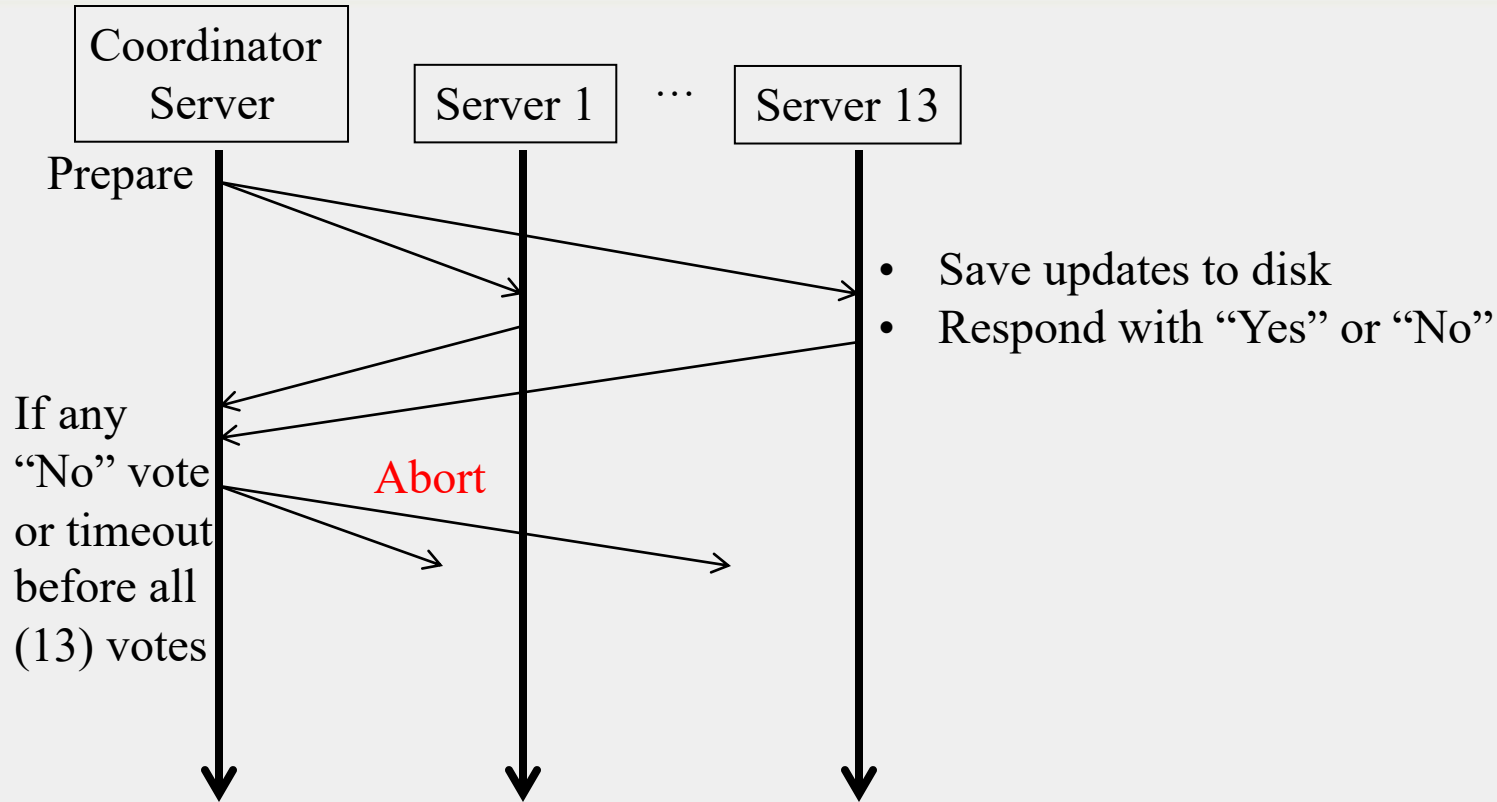 Coordinator
Server
Server 1
…
Server 13
Prepare
• Save updates to disk
• Respond with “Yes” or “No”
If any
“No” vote
or timeout
before all
(13) votes
Abort